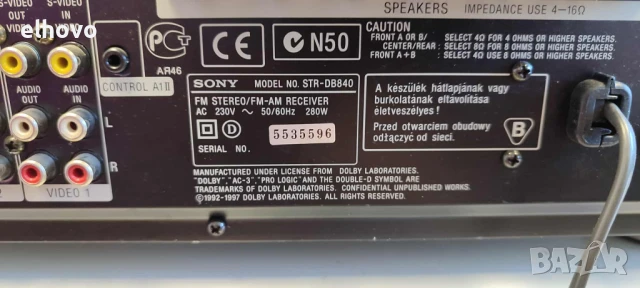 elhovo
S-VIDEO
S-VIDEO
VIDEO OUT
VIDEO IN
AUDIO OUT
AUDIO IN
L
R
VIDEO 1
CONTROL A1II
AR46
N50
SPEAKERS IMPEDANCE USE 4–16Ω
CAUTION
FRONT A OR B/ SELECT 4Ω FOR 4 OHMS OR HIGHER SPEAKERS.
CENTER/REAR : SELECT 8Ω FOR 8 OHMS OR HIGHER SPEAKERS.
FRONT A + B : SELECT 4Ω USE 8 OHMS OR HIGHER SPEAKERS.
SONY MODEL NO. STR-DB840
FM STEREO/FM-AM RECEIVER
AC 230V ~ 50/60Hz 280W
D 5535596
SERIAL NO.
A készülék hátlapjának vagy
burkolatának eltavolitása
életveszélyes !
Przed otwarciem obudowy
odłączyć od sieci.
B
MANUFACTURED UNDER LICENSE FROM DOLBY LABORATORIES.
"DOLBY", "AC-3", "PRO LOGIC" AND THE DOUBLE-D SYMBOL ARE
TRADEMARKS OF DOLBY LABORATORIES. CONFIDENTIAL UNPUBLISHED WORKS.
©1992-1997 DOLBY LABORATORIES. ALL RIGHTS RESERVED.
BAZAR